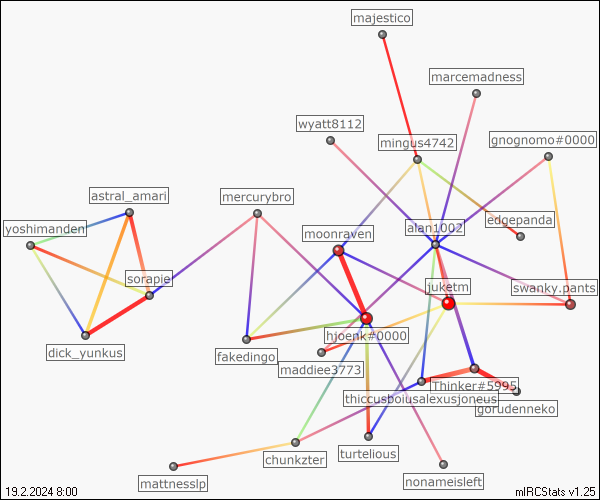 majestico
marcemadness
wyatt8112
mingus4742
gnognomo#0000
astral_amari
mercurybro
yoshimanden
moonraven
alan1002
edgepanda
sorapie
juketm
swanky.pants
hjoenk#0000
dick_yunkus
fakedingo
maddiee3773
Thinker#5995
thiccusboiusalexusjoneus
gorudenneko
turtelious
chunkzter
mattnesslp
nonameisleft
19.2.2024 8:00
mIRCStats v1.25